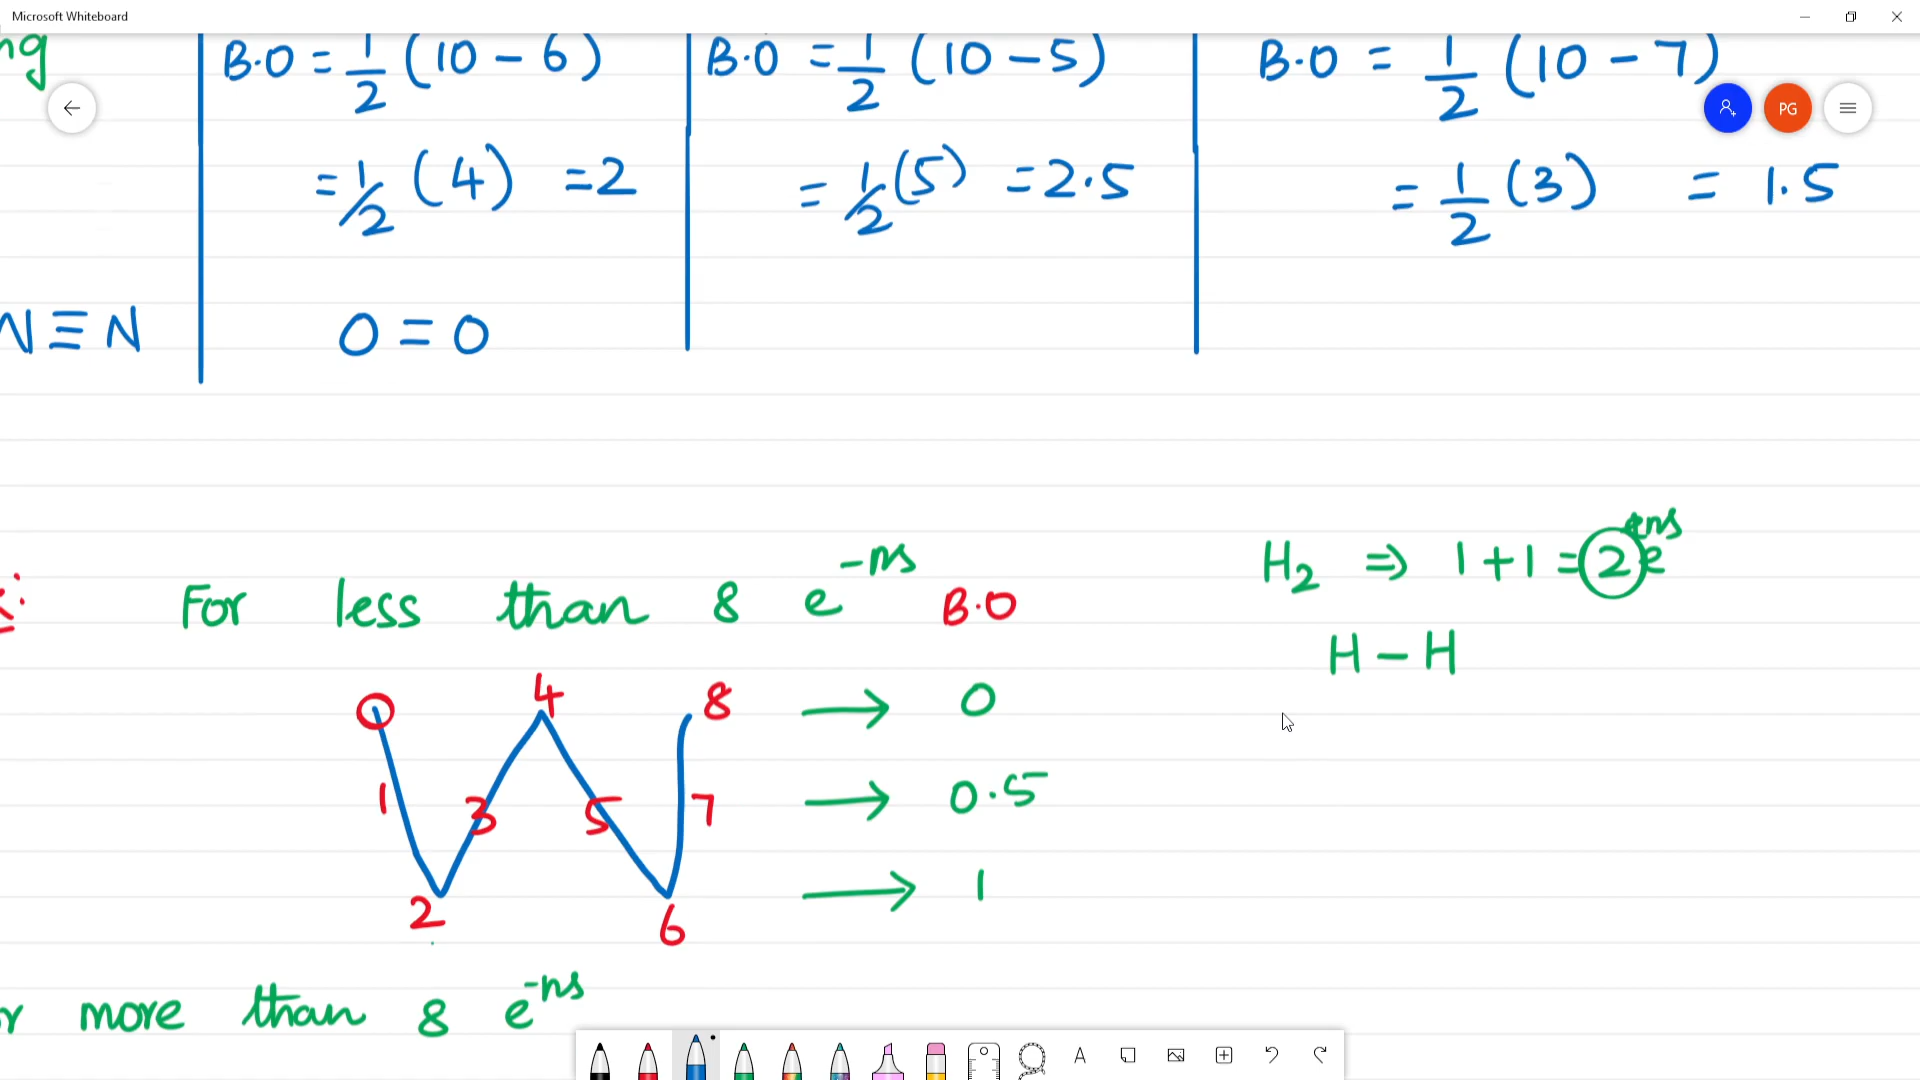 Microsoft Whiteboard
ng
B.O = 1/2 (10 - 6)
B.O = 1/2 (10 - 5)
B.O = 1/2 (10 - 7)
PG
= 1/2 (4) = 2
= 1/2 (5) = 2.5
= 1/2 (3) = 1.5
N≡N
O=O
H2 ⇒ 1+1 = 2 e
For less than 8 e-ns B.O
H-H
0 4 8 → 0
1 3 5 7 → 0.5
2 6 → 1
r more than 8 e-ns
A